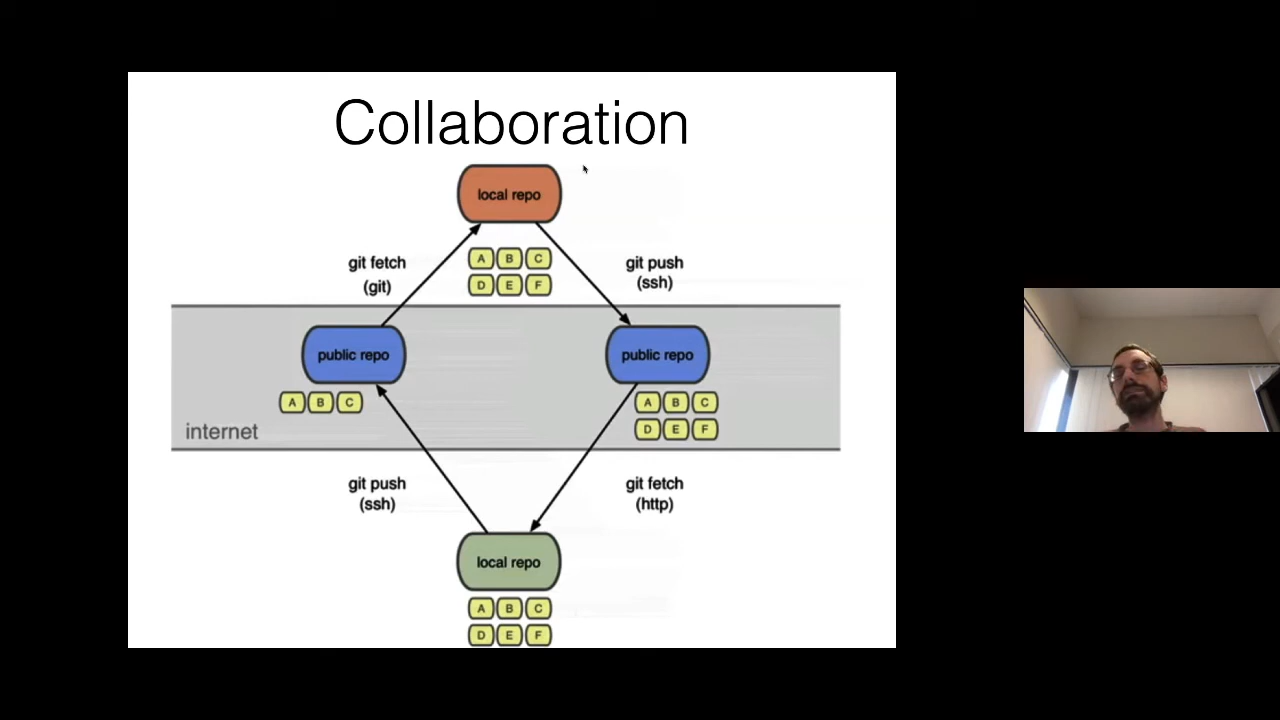 Collaboration
local repo
git fetch
(git)
A B C
D E F
git push
(ssh)
public repo
A B C
public repo
A B C
D E F
internet
git push
(ssh)
git fetch
(http)
local repo
A B C
D E F